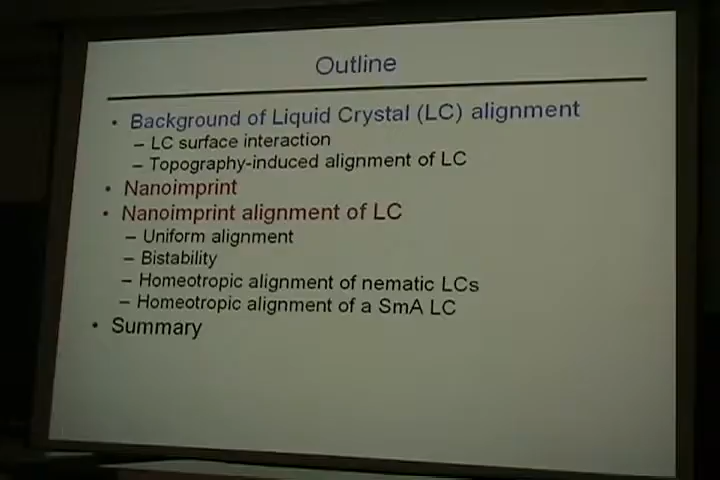 Outline
• Background of Liquid Crystal (LC) alignment
– LC surface interaction
– Topography-induced alignment of LC
• Nanoimprint
• Nanoimprint alignment of LC
– Uniform alignment
– Bistability
– Homeotropic alignment of nematic LCs
– Homeotropic alignment of a SmA LC
• Summary